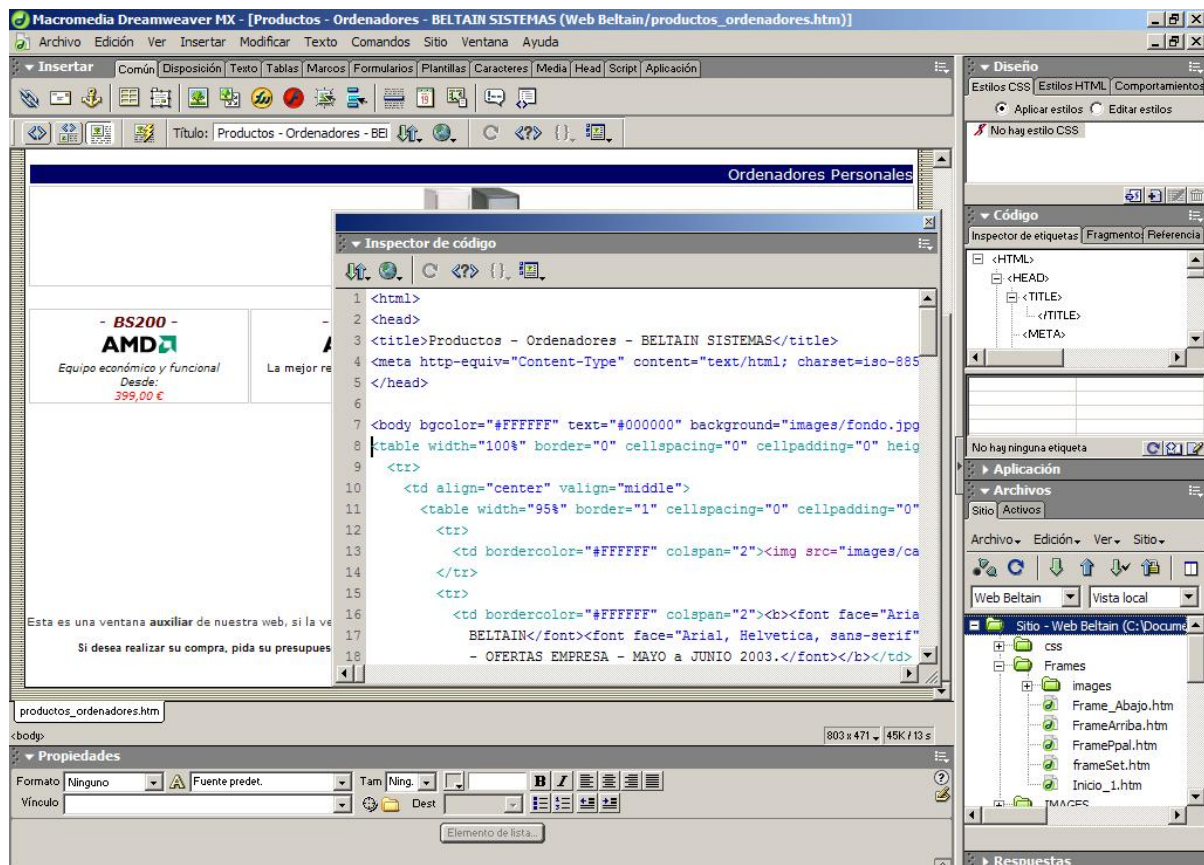 Macromedia Dreamweaver MX - [Productos - Ordenadores - BELTAIN SISTEMAS (Web Beltain/productos_ordenadores.htm)]
Archivo Edición Ver Insertar Modificar Texto Comandos Sitio Ventana Ayuda
Insertar Común Disposición Texto Tablas Marcos Formularios Plantillas Caracteres Media Head Script Aplicación
Título: Productos - Ordenadores - BEI
Ordenadores Personales
- BS200 -
AMD
Equipo económico y funcional
Desde:
399,00 €
-
La mejor re
Esta es una ventana auxiliar de nuestra web, si la ve
Si desea realizar su compra, pida su presupues
Inspector de código
1 <html>
2 <head>
3 <title>Productos - Ordenadores - BELTAIN SISTEMAS</title>
4 <meta http-equiv="Content-Type" content="text/html; charset=iso-885
5 </head>
6
7 <body bgcolor="#FFFFFF" text="#000000" background="images/fondo.jpg
8 <table width="100%" border="0" cellspacing="0" cellpadding="0" heig
9 <tr>
10 <td align="center" valign="middle">
11 <table width="95%" border="1" cellspacing="0" cellpadding="0"
12 <tr>
13 <td bordercolor="#FFFFFF" colspan="2"><img src="images/ca
14 </tr>
15 <tr>
16 <td bordercolor="#FFFFFF" colspan="2"><b><font face="Aria
17 BELTAIN</font><font face="Arial, Helvetica, sans-serif"
18 - OFERTAS EMPRESA - MAYO a JUNIO 2003.</font></b></td>
productos_ordenadores.htm
<body>
803 x 471 45K / 13 s
Propiedades
Formato Ninguno Fuente predet. Tam Ning. B I
Vínculo Dest
Elemento de lista...
Diseño
Estilos CSS Estilos HTML Comportamientos
Aplicar estilos Editar estilos
No hay estilo CSS
Código
Inspector de etiquetas Fragmento: Referencia
<HTML>
<HEAD>
<TITLE>
</TITLE>
<META>
No hay ninguna etiqueta
Aplicación
Archivos
Sitio Activos
Archivo Edición Ver Sitio
Web Beltain Vista local
Sitio - Web Beltain (C:\Docume
css
Frames
images
Frame_Abajo.htm
FrameArriba.htm
FramePpal.htm
frameSet.htm
Inicio_1.htm
IMAGES
Respuestas